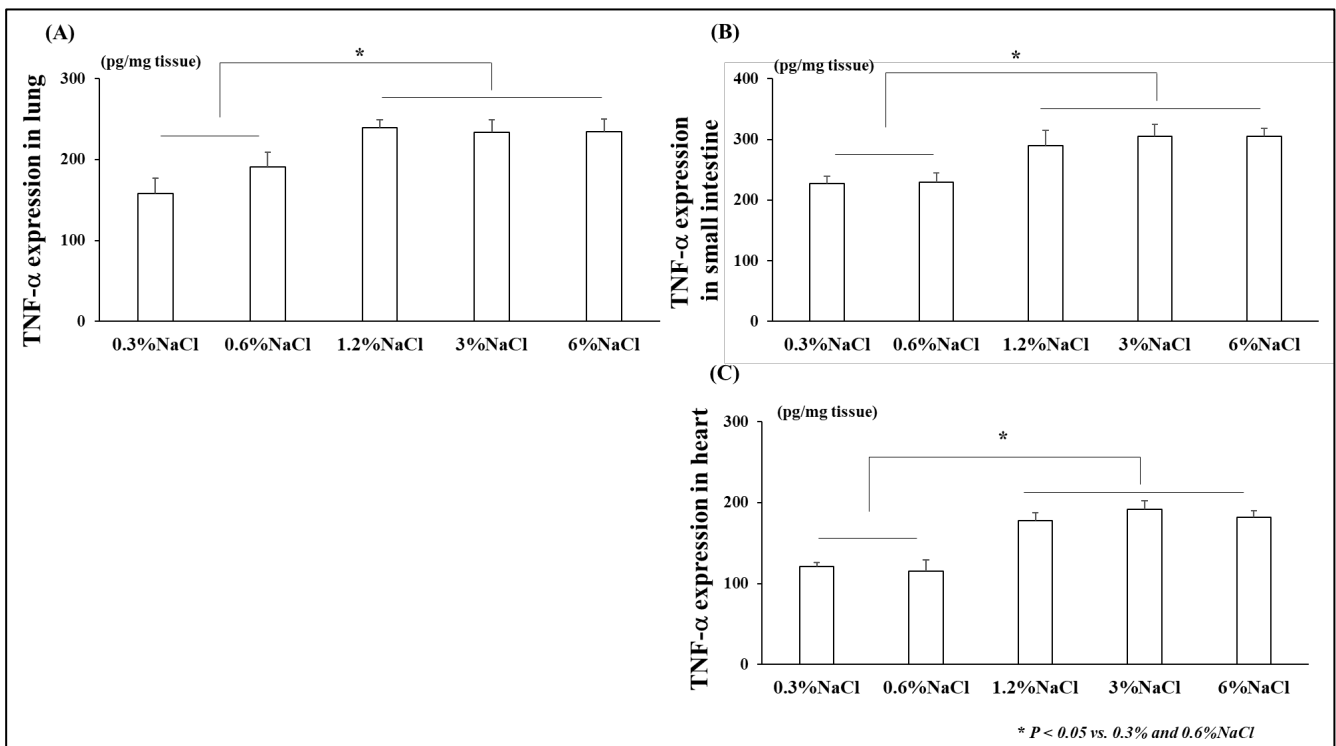 (A)
*
(pg/mg tissue)
300
200
100
0
TNF-α expression in lung
0.3%NaCl 0.6%NaCl 1.2%NaCl 3%NaCl 6%NaCl
(B)
*
(pg/mg tissue)
400
300
200
100
0
TNF-α expression
in small intestine
0.3%NaCl 0.6%NaCl 1.2%NaCl 3%NaCl 6%NaCl
(C)
*
(pg/mg tissue)
300
200
100
0
TNF-α expression in heart
0.3%NaCl 0.6%NaCl 1.2%NaCl 3%NaCl 6%NaCl
* P < 0.05 vs. 0.3% and 0.6%NaCl